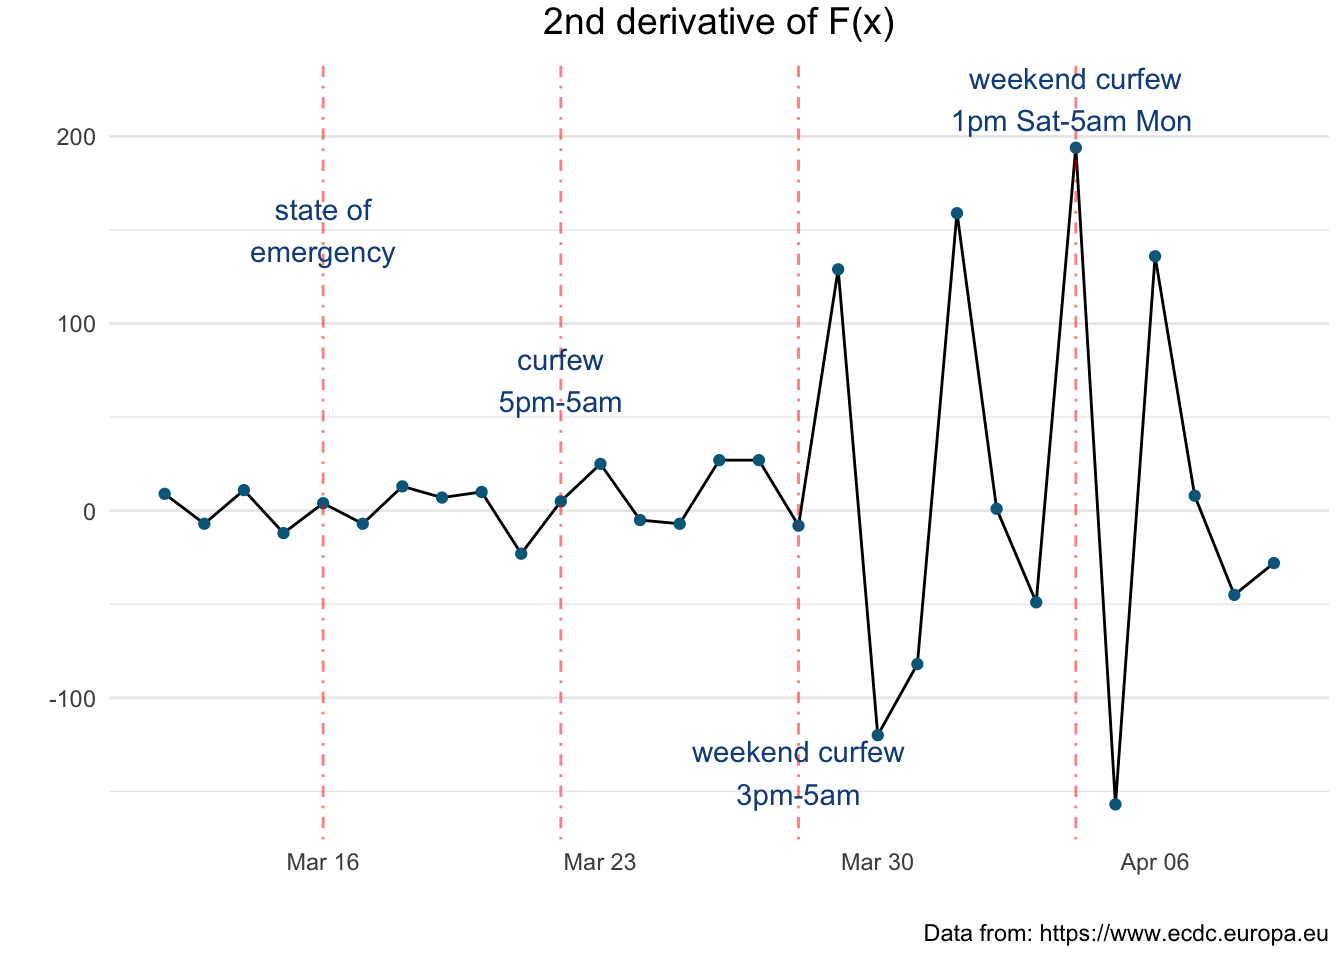 2nd derivative of F(x)
weekend curfew
1pm Sat-5am Mon
200
state of
emergency
100
curfew
5pm-5am
0
-100
weekend curfew
3pm-5am
Mar 16
Mar 23
Mar 30
Apr 06
Data from: https://www.ecdc.europa.eu